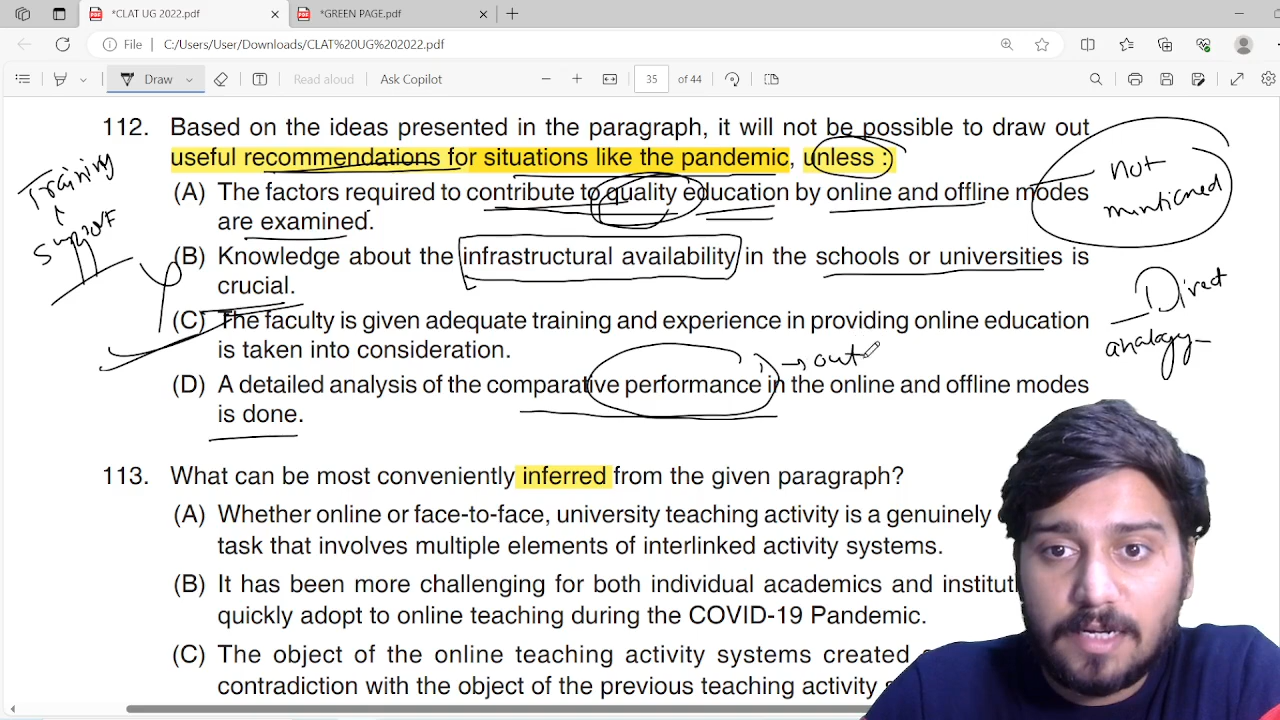 *CLAT UG 2022.pdf
*GREEN PAGE.pdf
File
C:/Users/User/Downloads/CLAT%20UG%202022.pdf
Draw
Read aloud
Ask Copilot
35 of 44
112. Based on the ideas presented in the paragraph, it will not be possible to draw out
useful recommendations for situations like the pandemic, unless :
(A) The factors required to contribute to quality education by online and offline modes
are examined.
(B) Knowledge about the infrastructural availability in the schools or universities is
crucial.
(C) The faculty is given adequate training and experience in providing online education
is taken into consideration.
(D) A detailed analysis of the comparative performance in the online and offline modes
is done.
Training
support
not
mentioned
Direct
analogy
out
113. What can be most conveniently inferred from the given paragraph?
(A) Whether online or face-to-face, university teaching activity is a genuinely
task that involves multiple elements of interlinked activity systems.
(B) It has been more challenging for both individual academics and
quickly adopt to online teaching during the COVID-19 Pandemic.
(C) The object of the online teaching activity systems created
contradiction with the object of the previous teaching activity